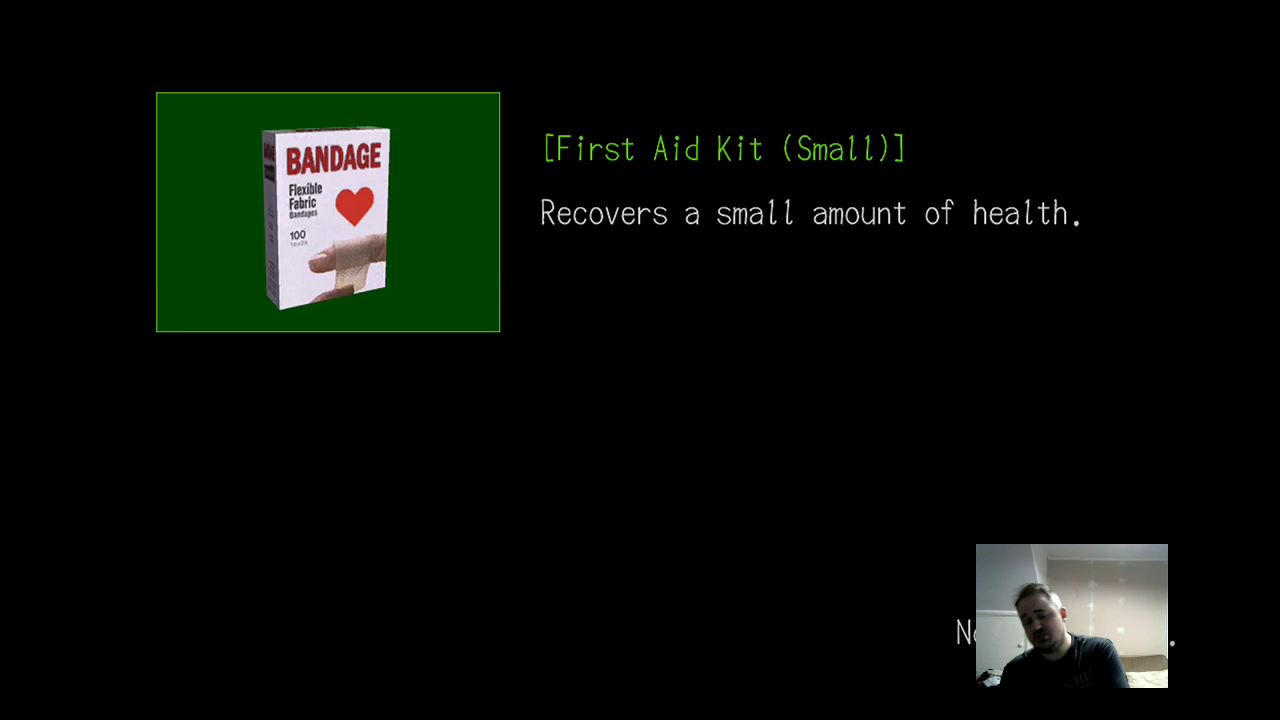 BANDAGE
Flexible
Fabric
Bandages
100
[First Aid Kit (Small)]
Recovers a small amount of health.